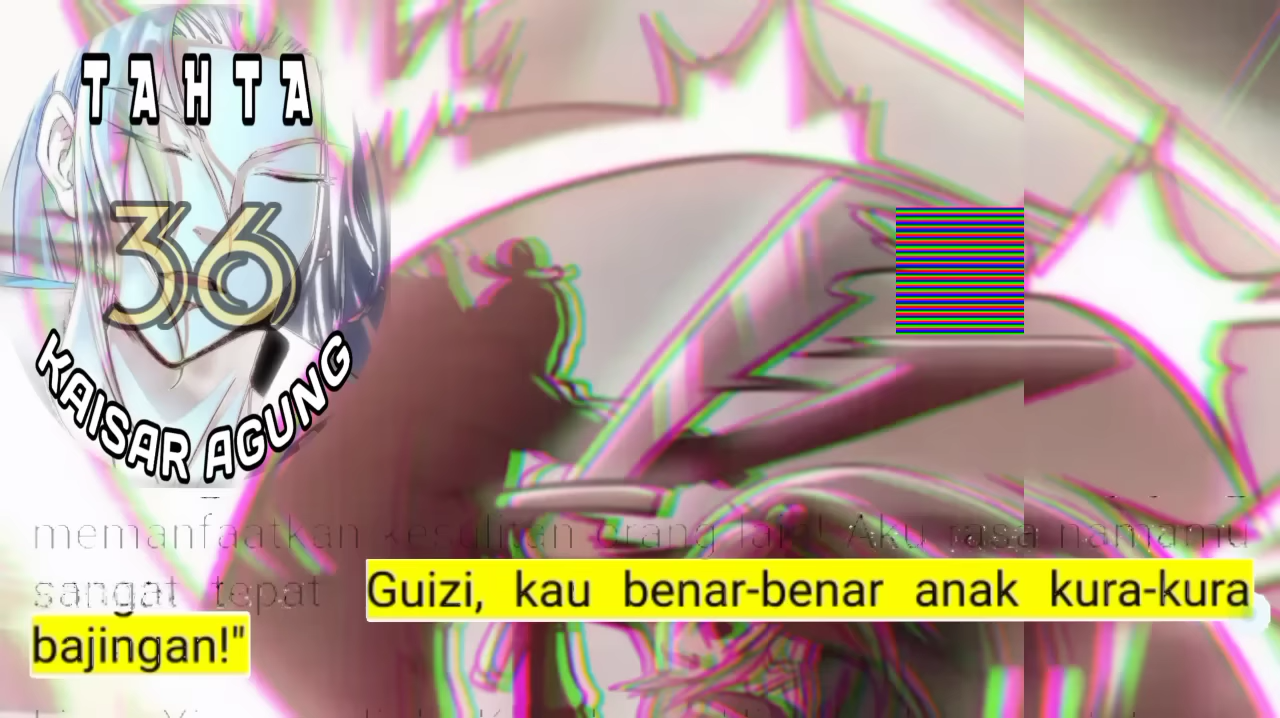 TAHTA
36
KAISAR AGUNG
memanfaatkan kesulitan orang lain! Aku rasa namamu
sangat tepat Guizi, kau benar-benar anak kura-kura
bajingan!"